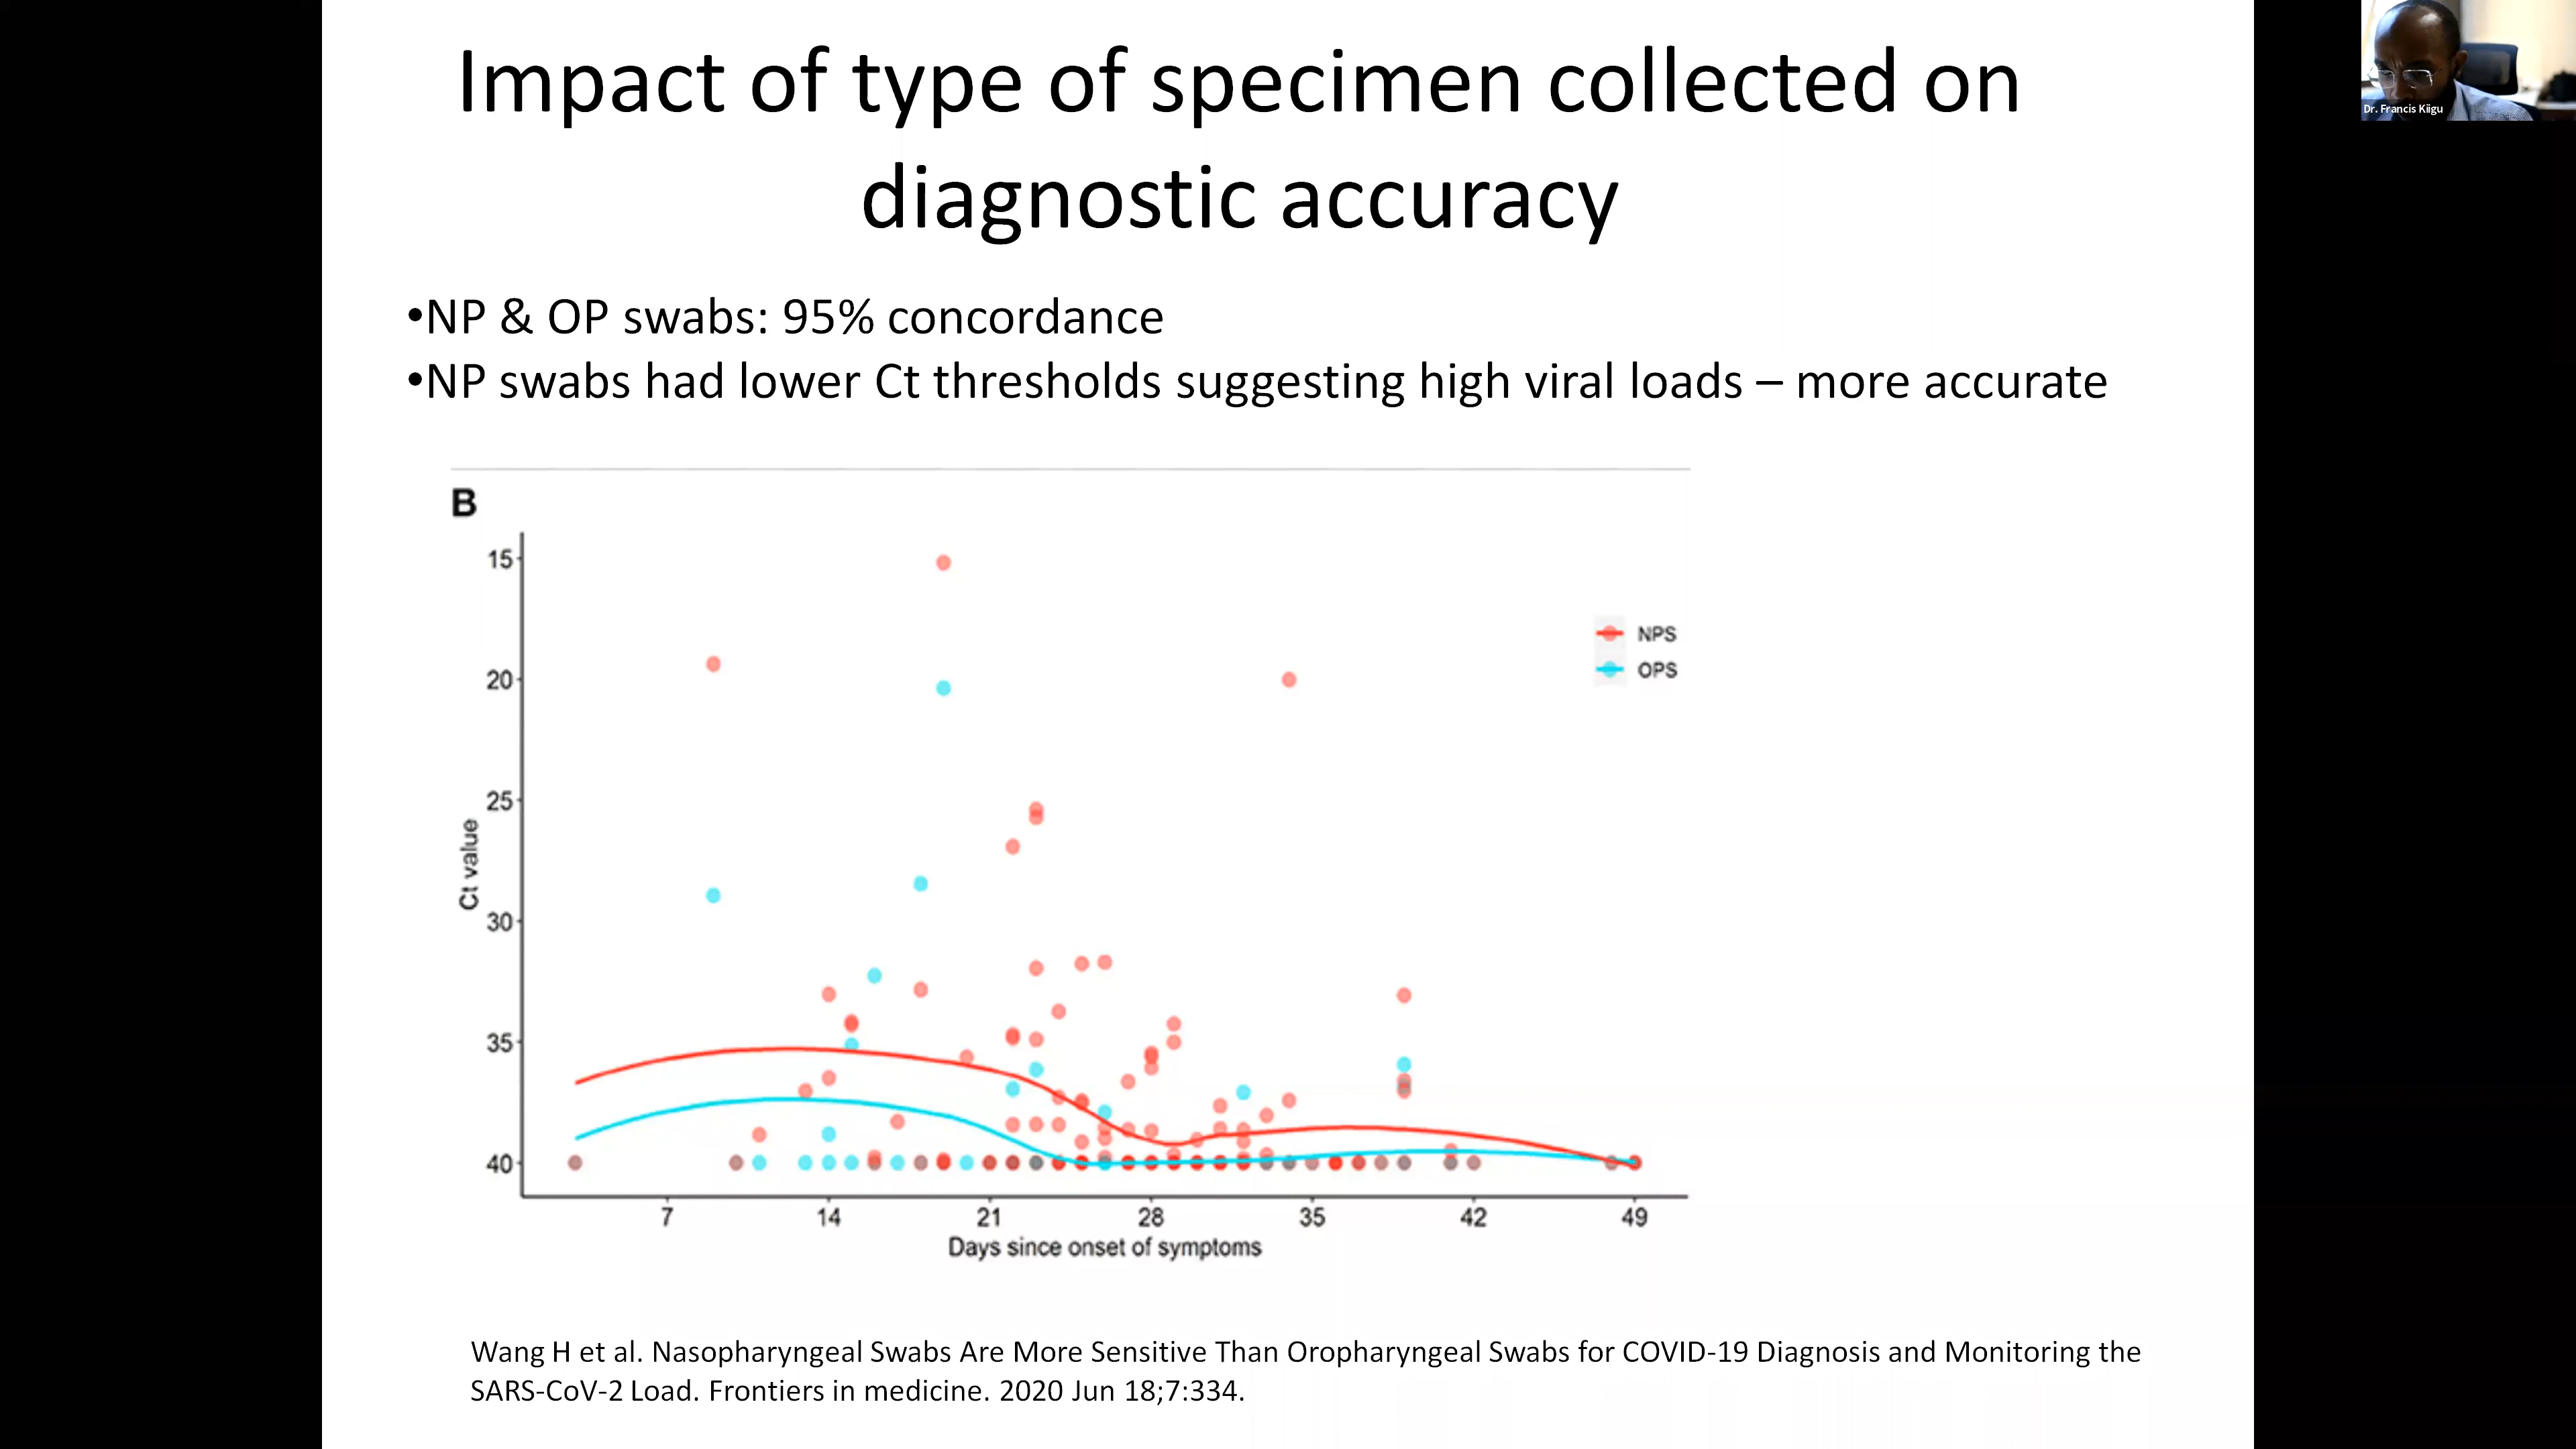 Impact of type of specimen collected on
diagnostic accuracy
Dr. Francis Kiigu
•NP & OP swabs: 95% concordance
•NP swabs had lower Ct thresholds suggesting high viral loads – more accurate
B
15
20
25
30
35
40
Ct value
NPS
OPS
7 14 21 28 35 42 49
Days since onset of symptoms
Wang H et al. Nasopharyngeal Swabs Are More Sensitive Than Oropharyngeal Swabs for COVID-19 Diagnosis and Monitoring the
SARS-CoV-2 Load. Frontiers in medicine. 2020 Jun 18;7:334.